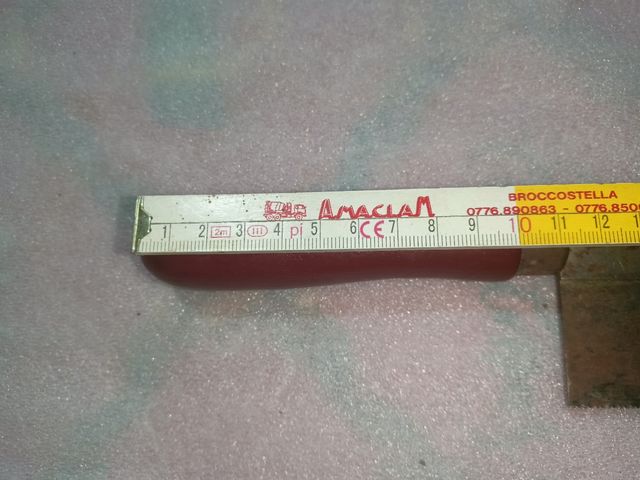 BROCCOSTELLA
AMACLAM 0776.890863 - 0776.850
1 2 2m 3 III 4 pi 5 6 CE 7 8 9 10 11 12